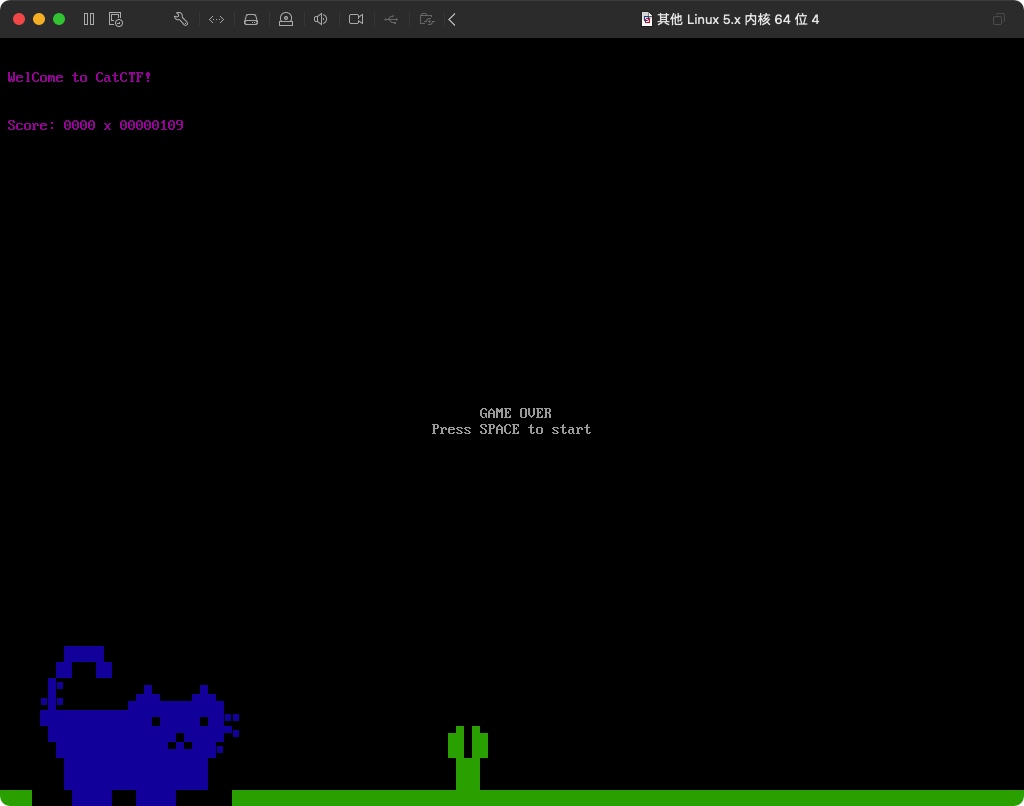 其他 Linux 5.x 内核 64 位 4
WelCome to CatCTF!
Score: 0000 x 00000109
GAME OVER
Press SPACE to start